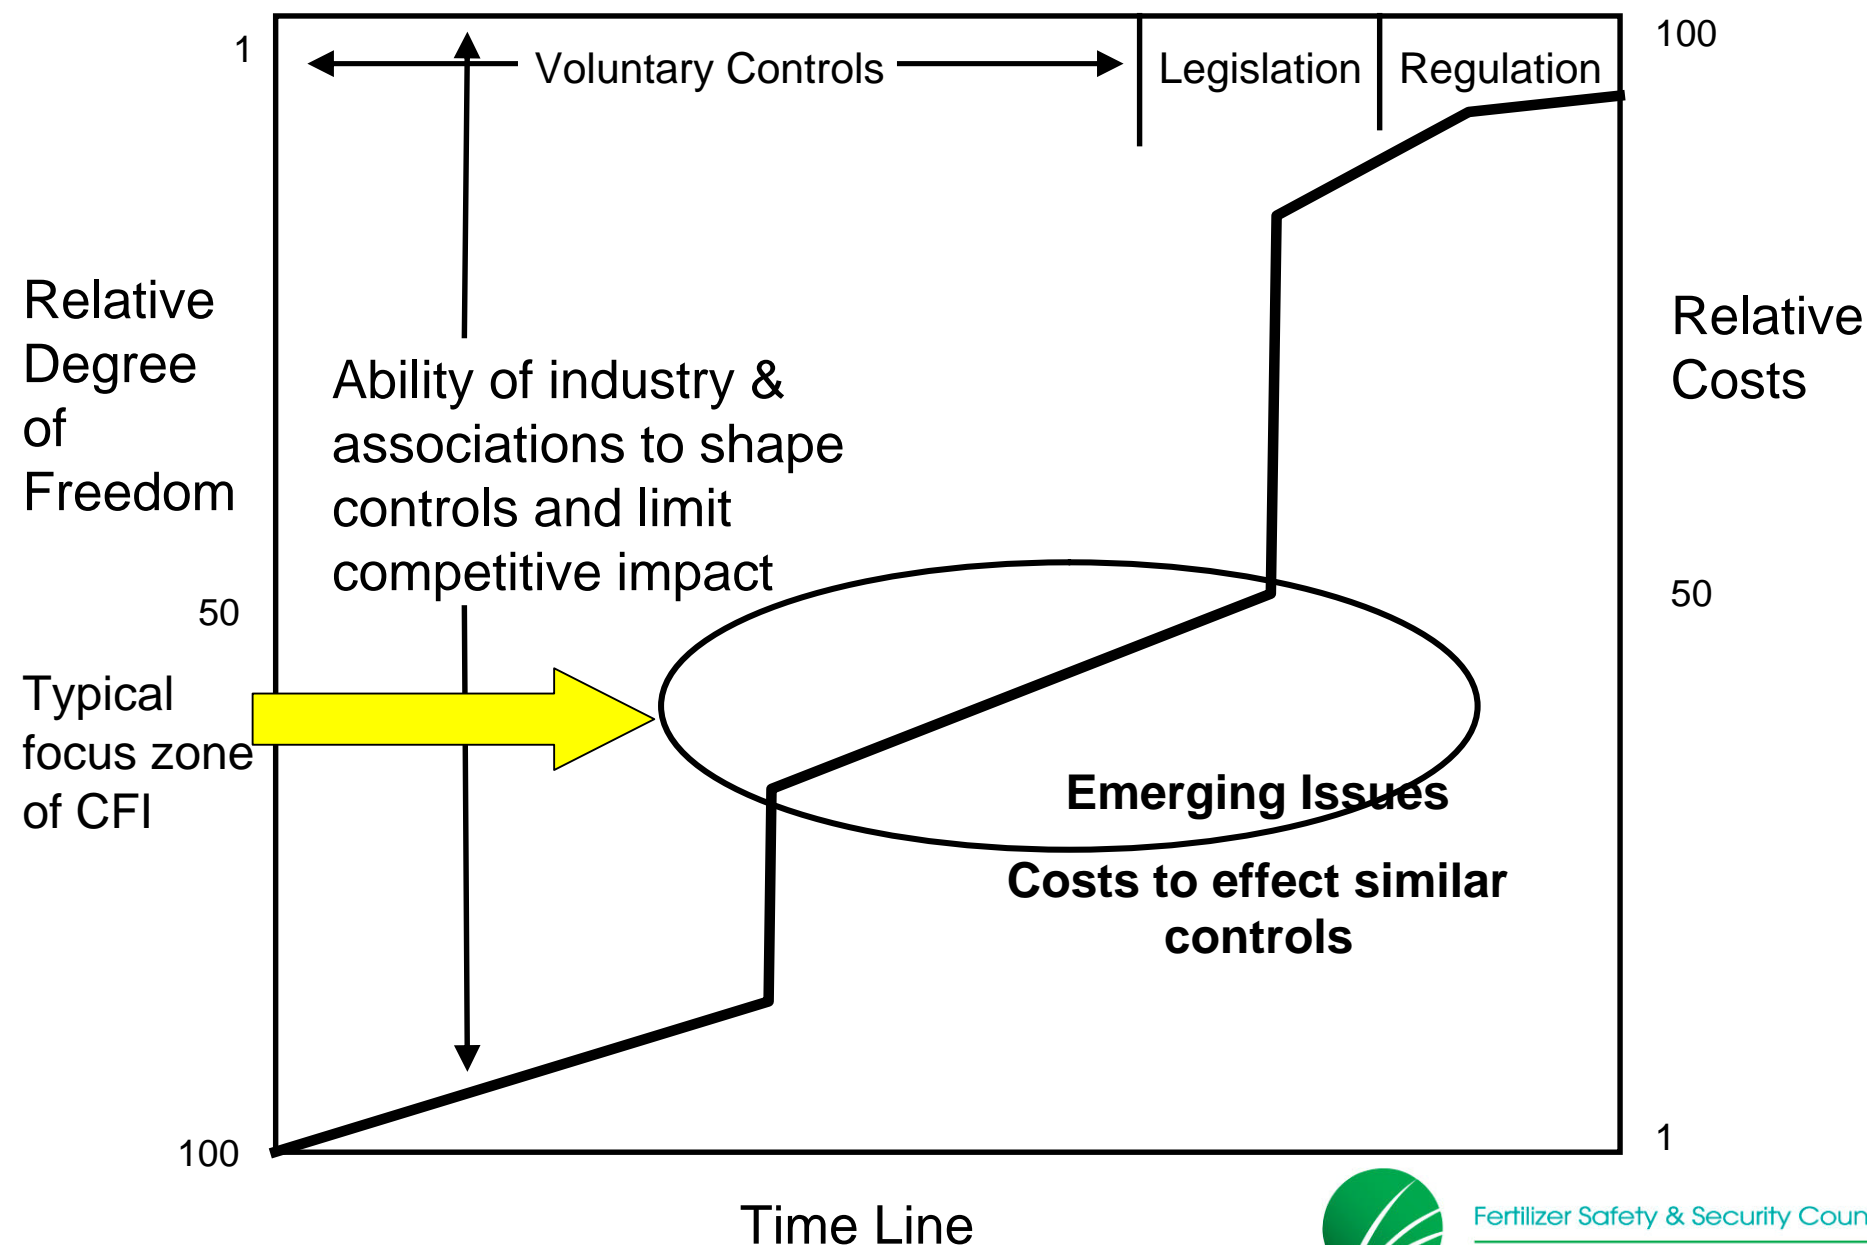 1
100
Voluntary Controls
Legislation
Regulation
Relative
Degree
of
Freedom
Relative
Costs
Ability of industry &
associations to shape
controls and limit
competitive impact
50
50
Typical
focus zone
of CFI
Emerging Issues
Costs to effect similar
controls
100
1
Time Line
Fertilizer Safety & Security Coun